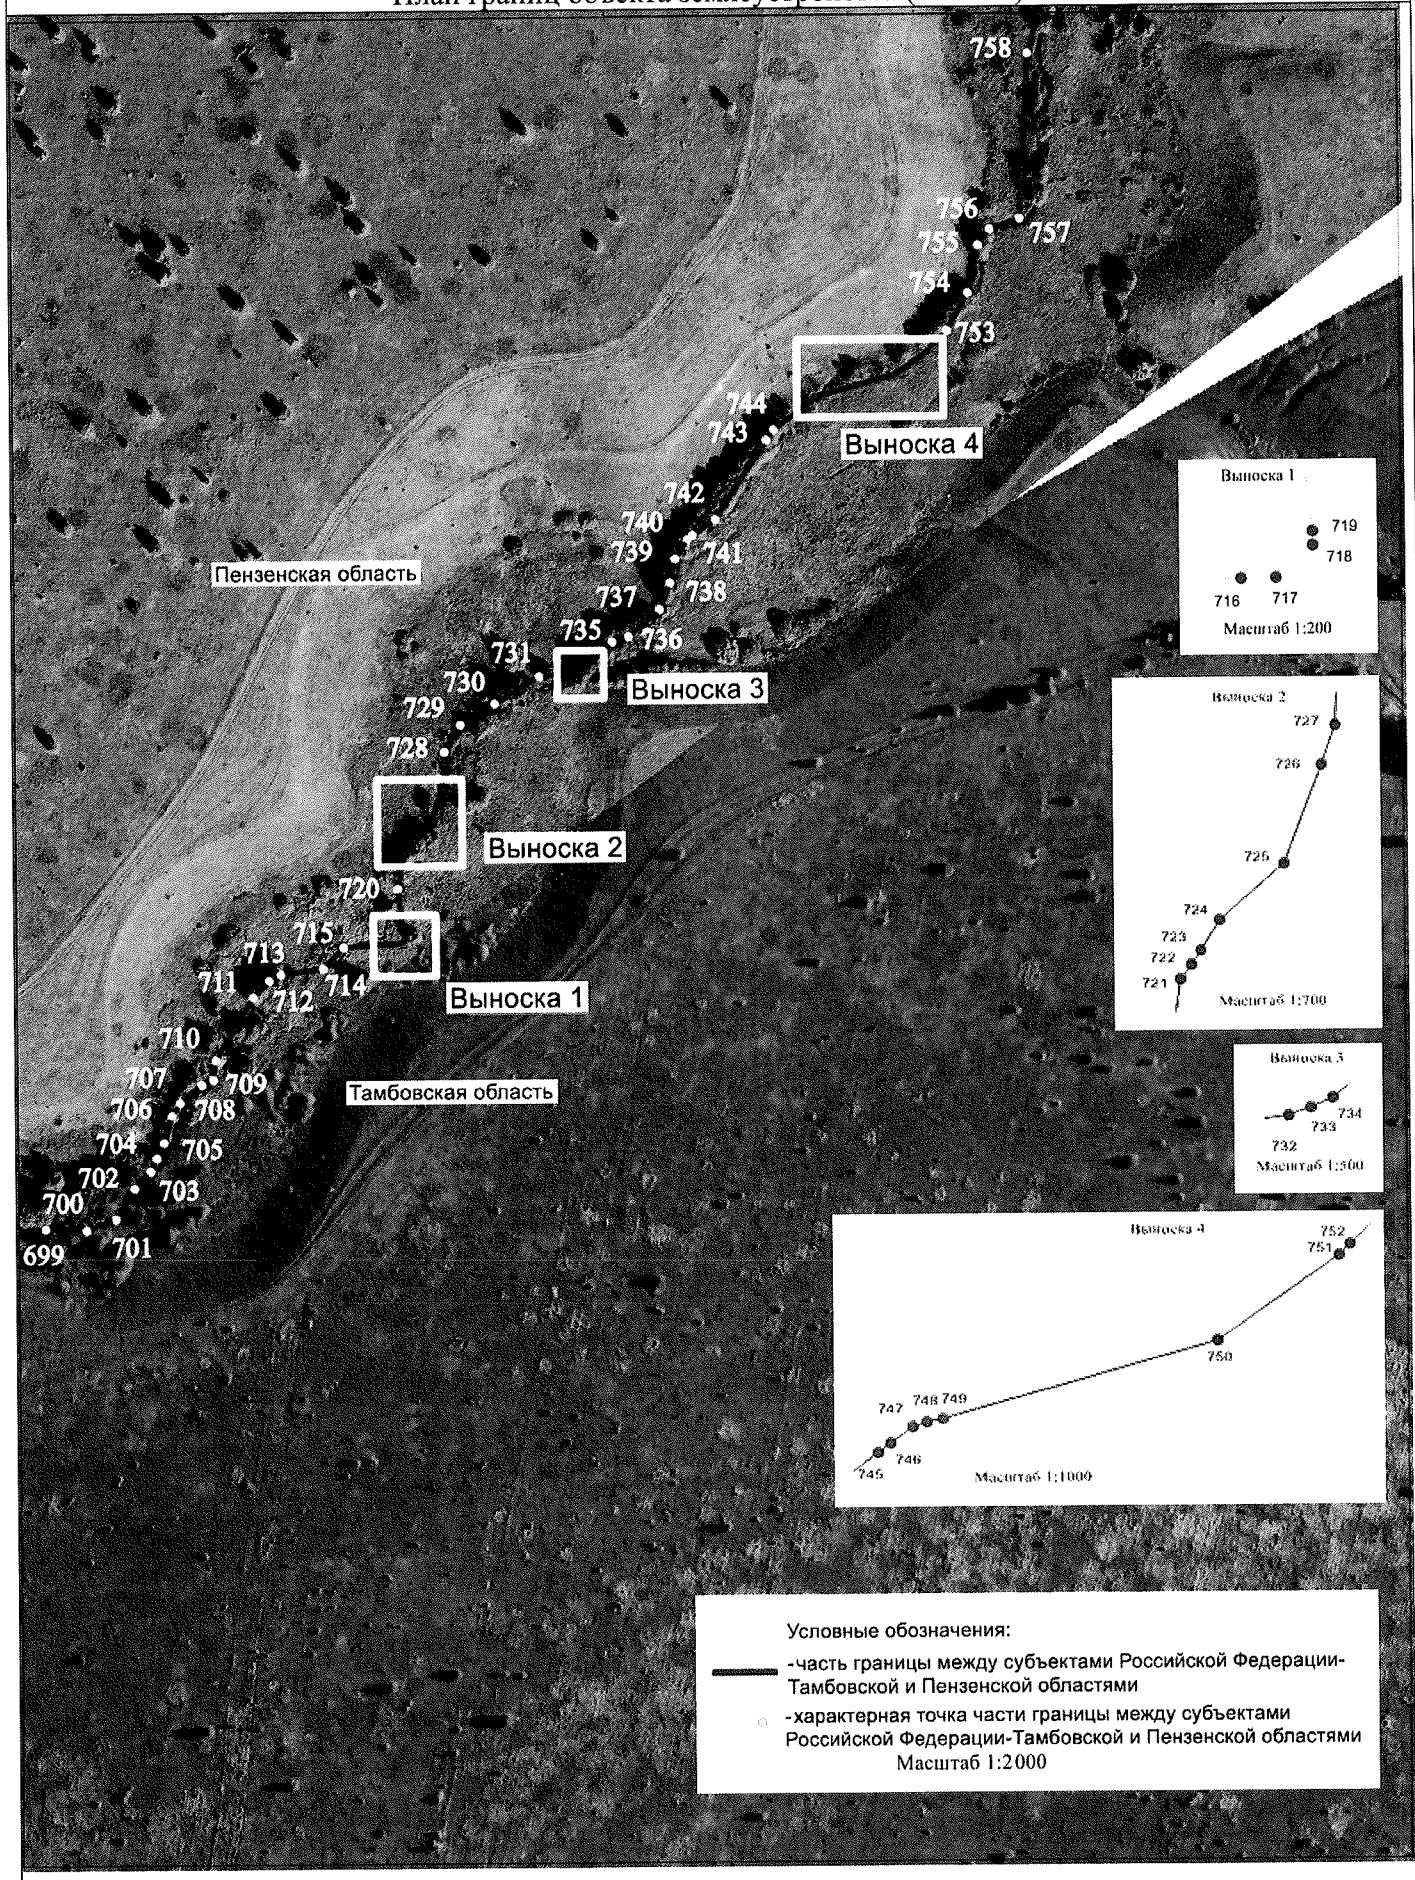 758
756
757
755
754
753
744
743
Выноска 4
742
740
741
739
738
737
735
736
731
Выноска 3
730
729
728
Пензенская область
Выноска 2
720
715
713
711
714
712
Выноска 1
710
707
709
706
708
704
705
702
703
700
701
699
Тамбовская область
Выноска 1
719
718
716 717
Масштаб 1:200
Выноска 2
727
726
725
724
723
722
721
Масштаб 1:700
Выноска 3
734
733
732
Масштаб 1:500
Выноска 4
752
751
750
748 749
747
746
745
Масштаб 1:1000
Условные обозначения:
-часть границы между субъектами Российской Федерации-
Тамбовской и Пензенской областями
-характерная точка части границы между субъектами
Российской Федерации-Тамбовской и Пензенской областями
Масштаб 1:2000